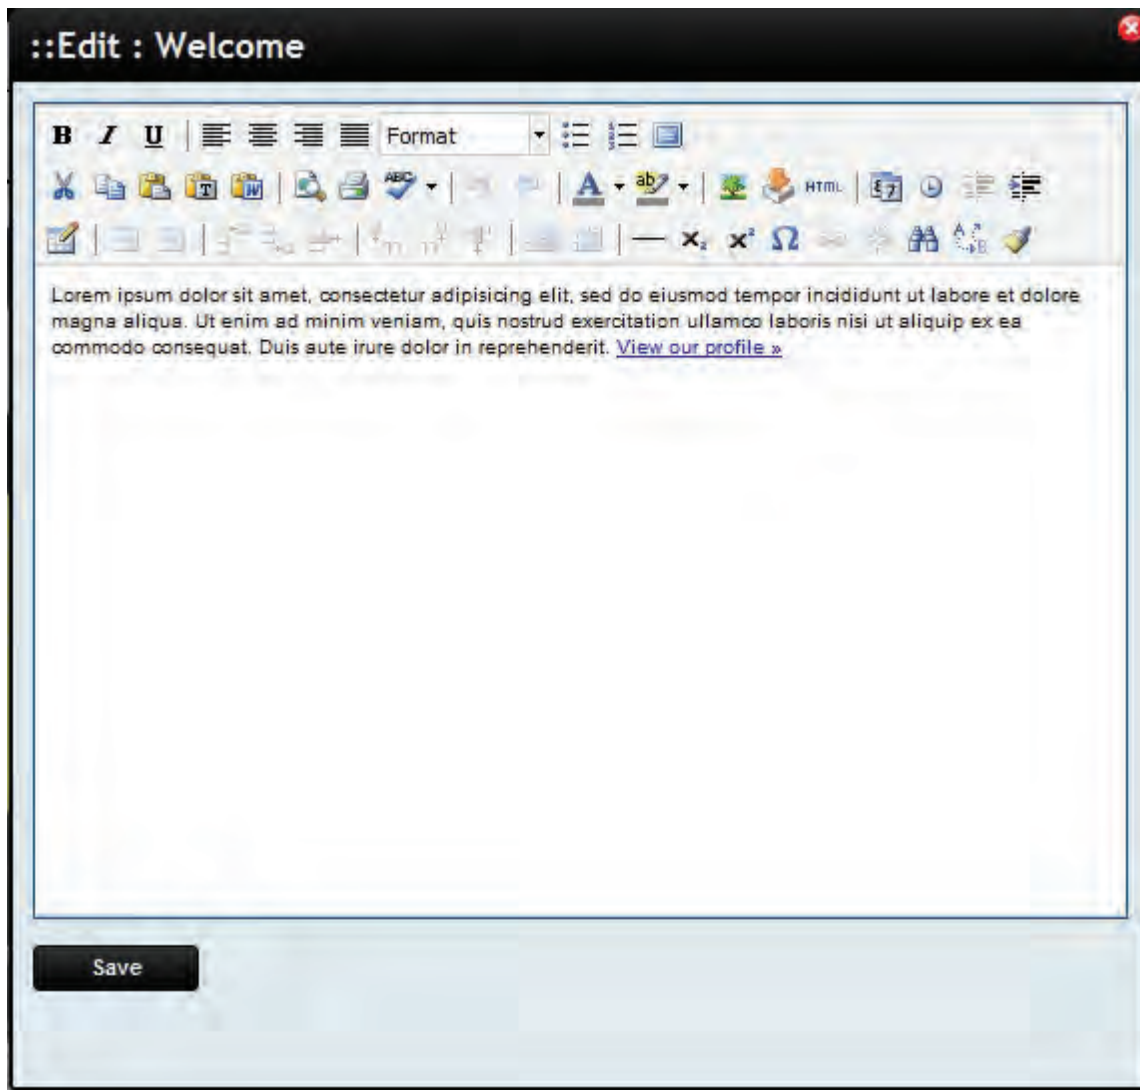 ::Edit : Welcome
B I U Format
ABC A ab HTML
Lorem ipsum dolor sit amet, consectetur adipisicing elit, sed do eiusmod tempor incididunt ut labore et dolore
magna aliqua. Ut enim ad minim veniam, quis nostrud exercitation ullamco laboris nisi ut aliquip ex ea
commodo consequat. Duis aute irure dolor in reprehenderit. View our profile »
Save